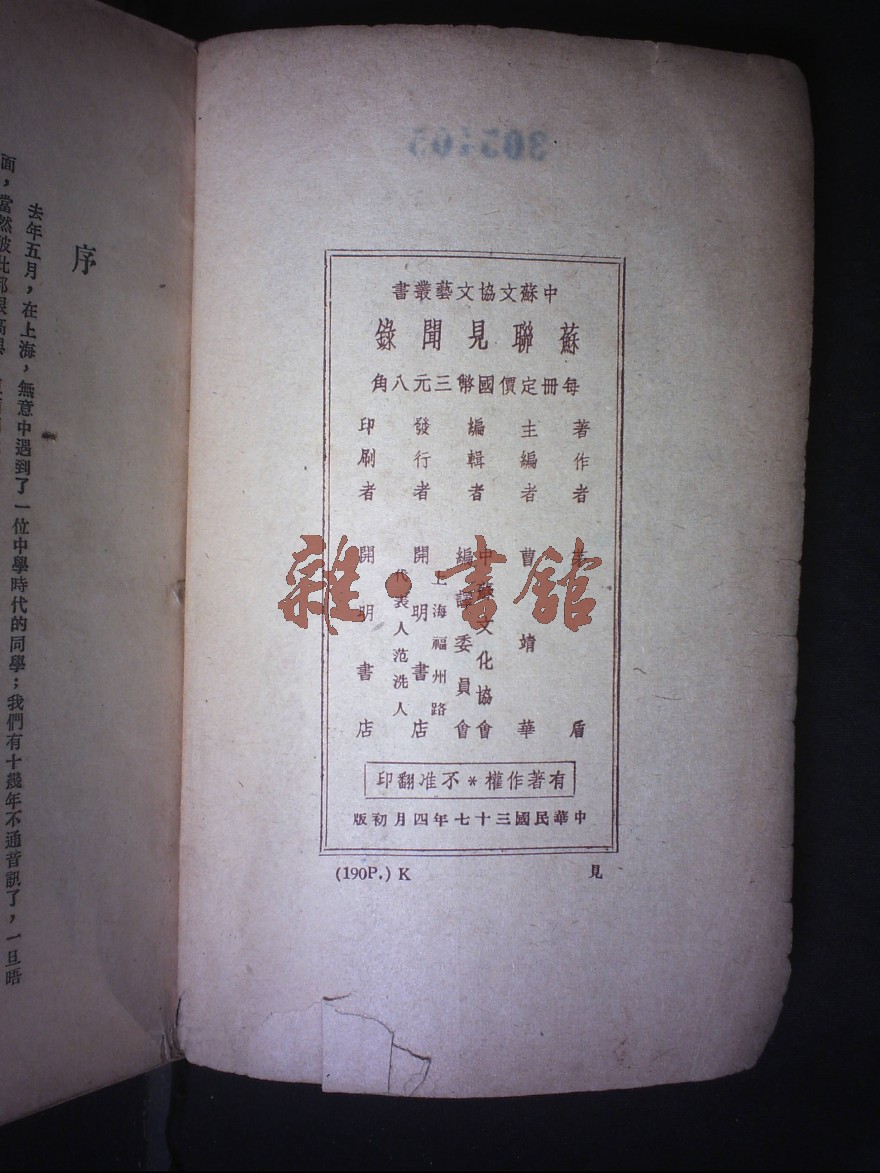 中蘇文協文藝叢書
蘇聯見聞錄
每冊定價國幣三元八角
著作者 茅盾
主編者 曹靖華
編輯者 中蘇文化協會
編譯委員會
發行者 上海福州路
開明書店
代表人范洗人
印刷者 開明書店
有著作權*不准翻印
中華民國三十七年四月初版
見
(190P.) K
雜·書館
序
去年五月，在上海，無意中遇到了一位中學時代的同學；我們有十幾年不通音訊了，一旦晤
面，當然彼此都很高興